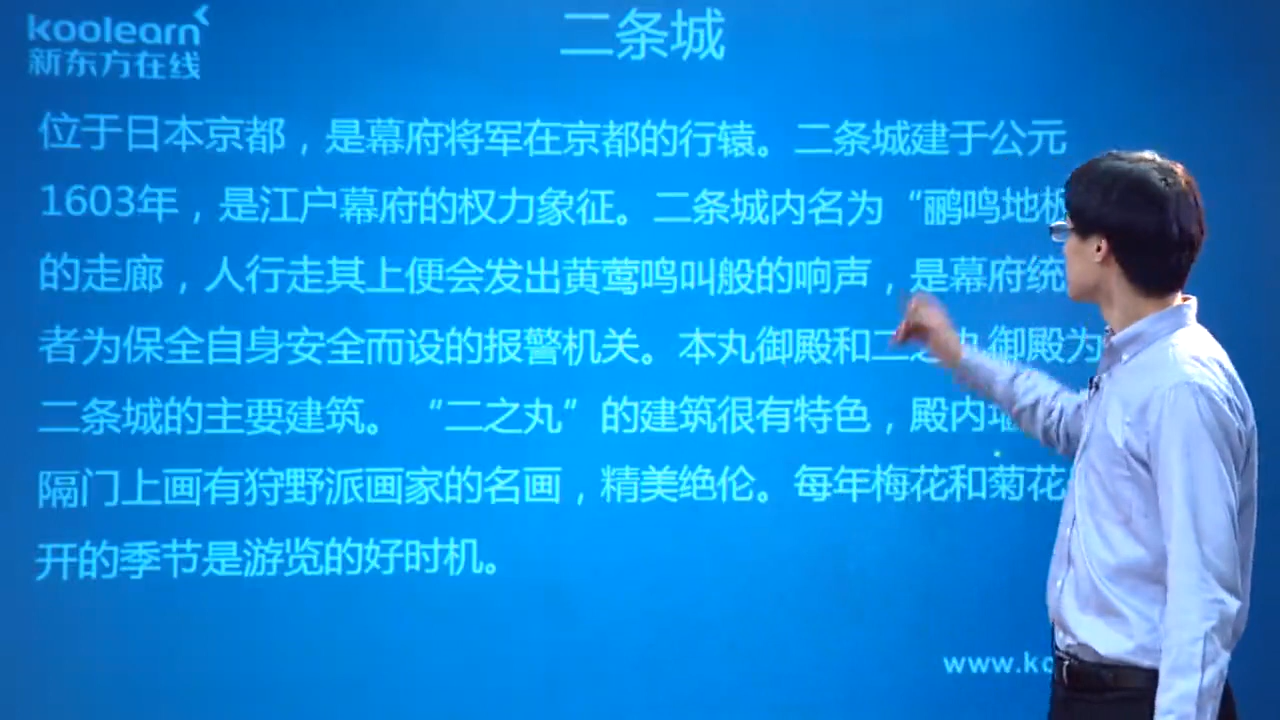 koolearn
新东方在线
二条城
位于日本京都，是幕府将军在京都的行辕。二条城建于公元
1603年，是江户幕府的权力象征。二条城内名为“鹂鸣地板
的走廊，人行走其上便会发出黄莺鸣叫般的响声，是幕府统
者为保全自身安全而设的报警机关。本丸御殿和二之丸御殿为
二条城的主要建筑。“二之丸”的建筑很有特色，殿内墙
隔门上画有狩野派画家的名画，精美绝伦。每年梅花和菊花
开的季节是游览的好时机。
www.ko